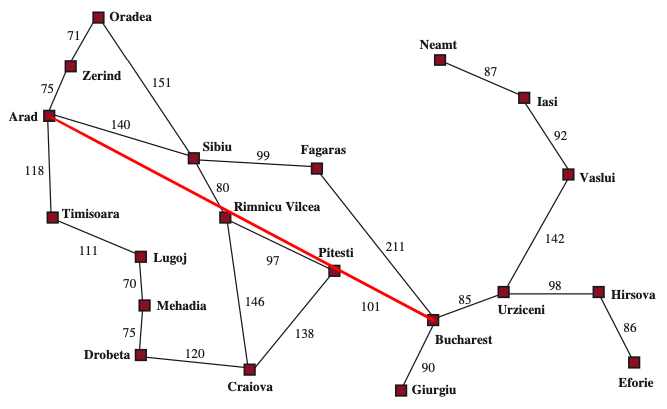 Oradea
71
Neamt
Zerind
87
151
75
Iasi
Arad
140
92
Sibiu
Fagaras
99
118
Vaslui
80
Timisoara
Rimnicu Vilcea
142
111
211
Lugoj
97
Pitesti
70
98
Hirsova
85
146
101
Mehadia
Urziceni
86
75
138
Bucharest
Drobeta
120
90
Craiova
Eforie
Giurgiu